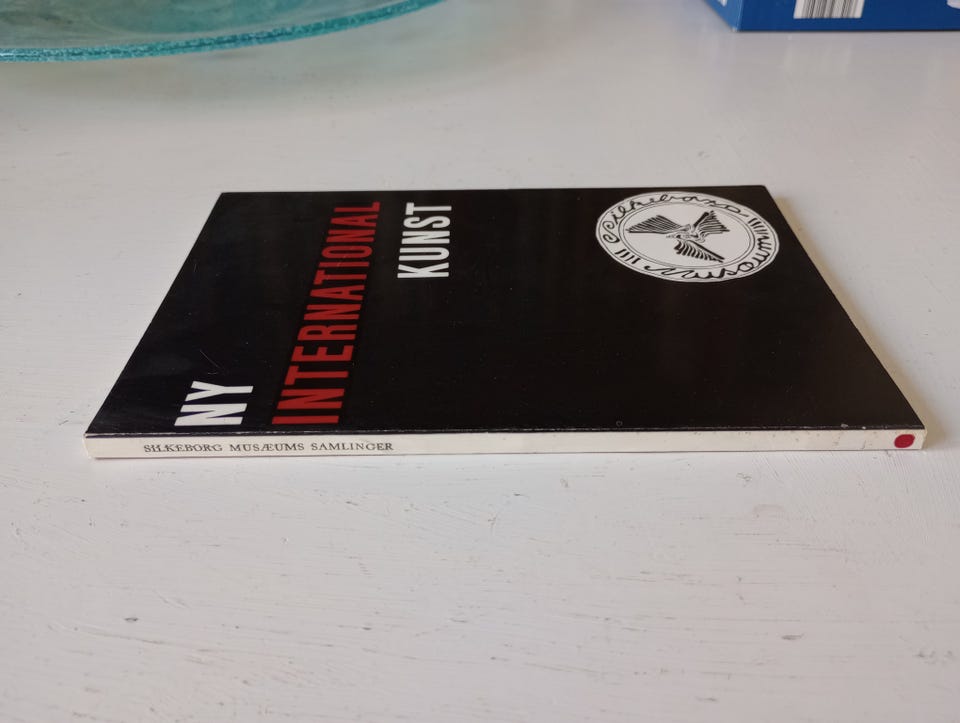 NY
INTERNATIONAL
KUNST
Silkeborg Museum
SILKEBORG MUSÆUMS SAMLINGER